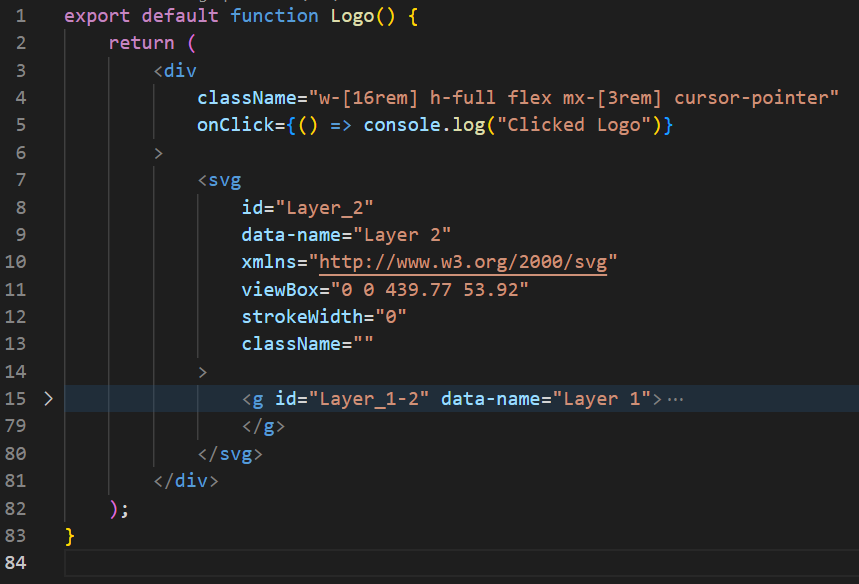 1 export default function Logo() {
2 return (
3 <div
4 className="w-[16rem] h-full flex mx-[3rem] cursor-pointer"
5 onClick={() => console.log("Clicked Logo")}
6 >
7 <svg
8 id="Layer_2"
9 data-name="Layer 2"
10 xmlns="http://www.w3.org/2000/svg"
11 viewBox="0 0 439.77 53.92"
12 strokeWidth="0"
13 className=""
14 >
15 <g id="Layer_1-2" data-name="Layer 1">···
79 </g>
80 </svg>
81 </div>
82 );
83 }
84